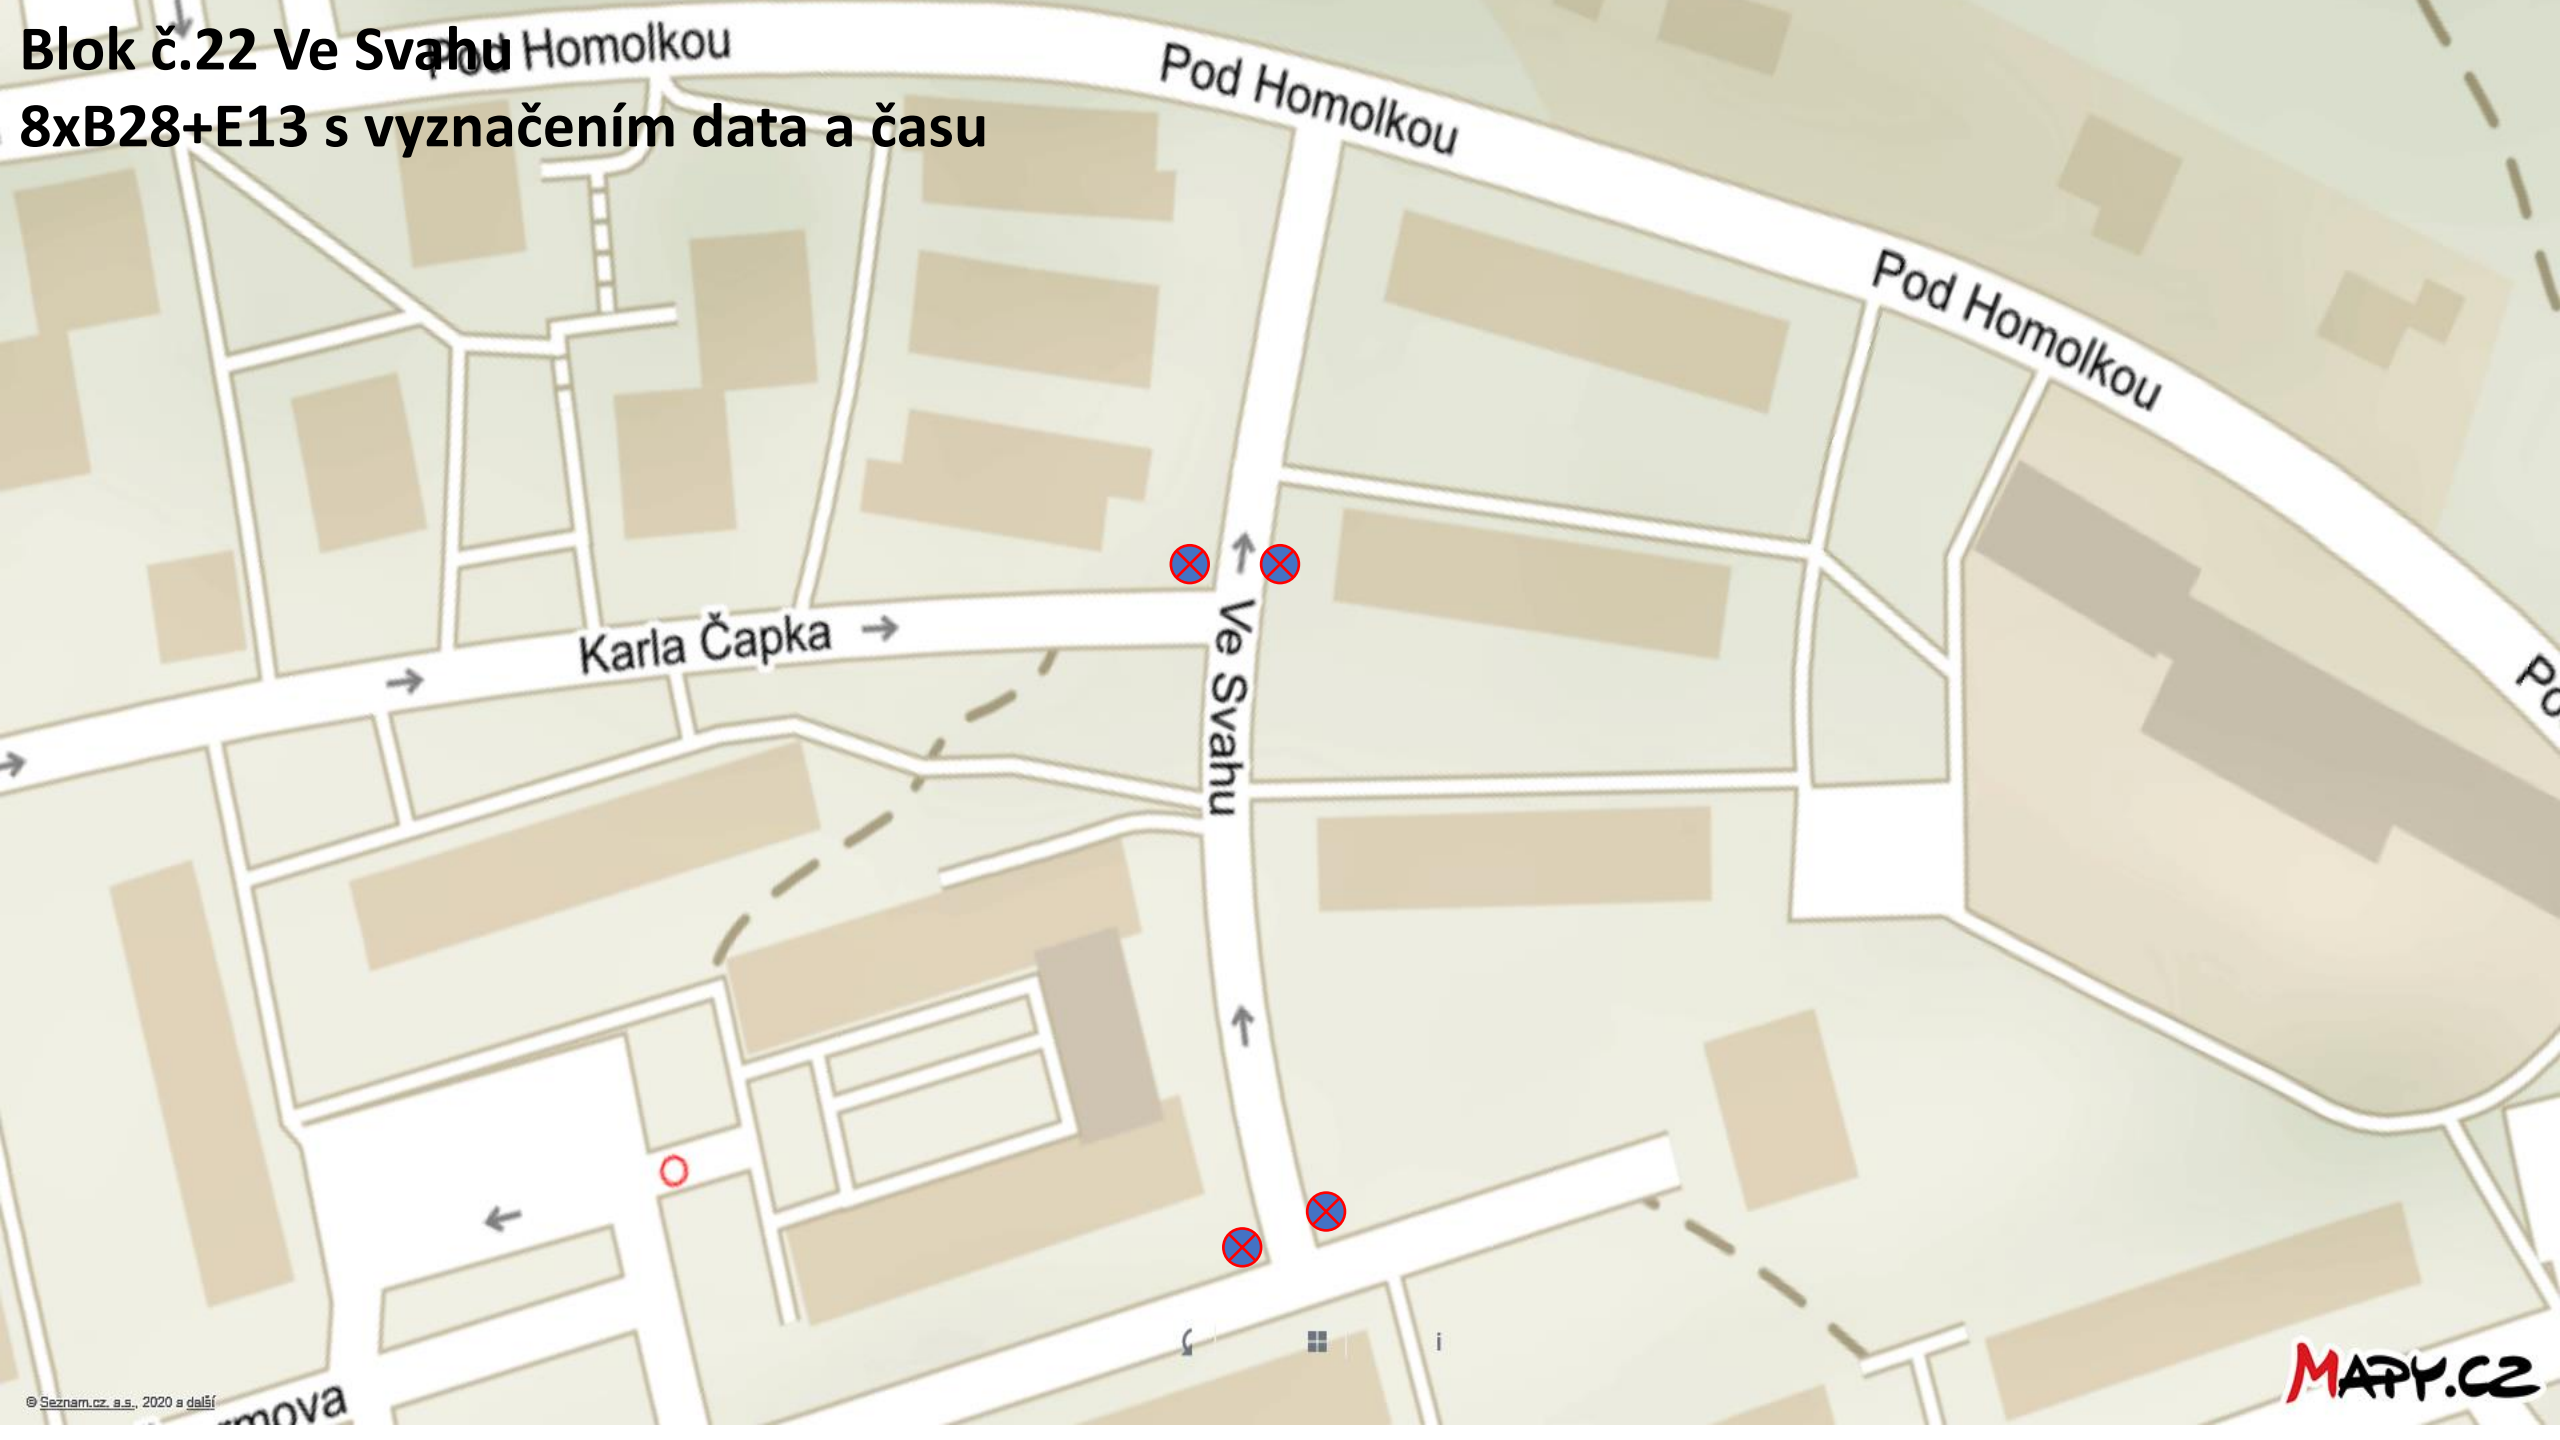 Blok č.22 Ve Svahu
8xB28+E13 s vyznačením data a času
Pod Homolkou
Pod Homolkou
Pod Homolkou
Karla Čapka
Ve Svahu
i
MAPY.CZ
© Seznam.cz, a.s., 2020 a další